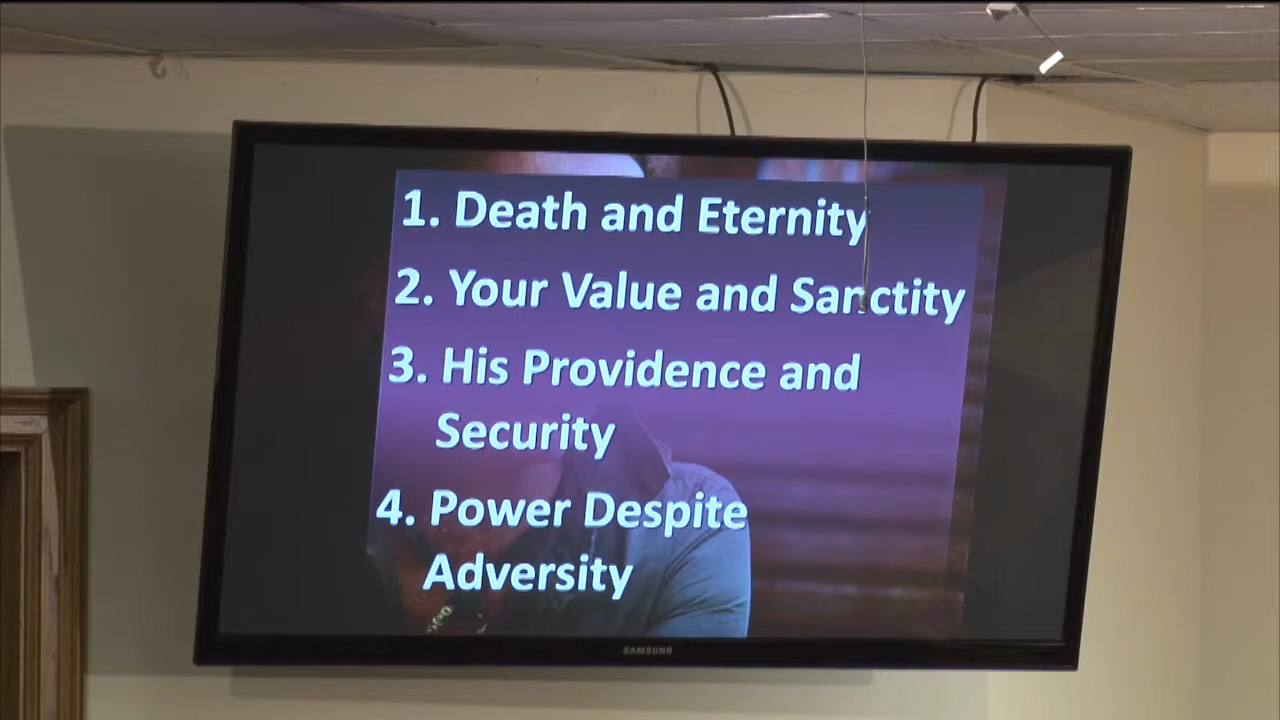 1. Death and Eternity
2. Your Value and Sanctity
3. His Providence and
Security
4. Power Despite
Adversity
SAMSUNG